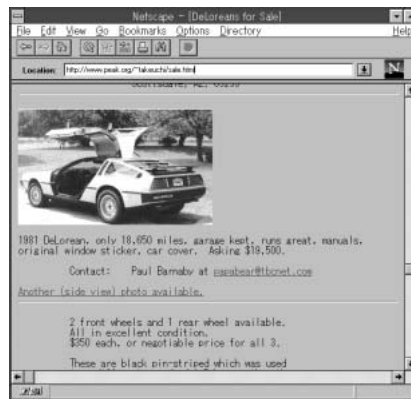 Netscape - [DeLoreans for Sale]
File Edit View Go Bookmarks Options Directory Help
Location: http://www.peak.org/~takeuchi/sale.html
N
Scottsdale, AZ.
1981 DeLorean, only 18,650 miles, garage kept, runs great, manuals,
original window sticker, car cover. Asking $19,500.
Contact: Paul Barnaby at papabear@tbcnet.com
Another (side view) photo available.
2 front wheels and 1 rear wheel available.
All in excellent condition.
$350 each, or negotiable price for all 3.
These are black pin-striped which was used